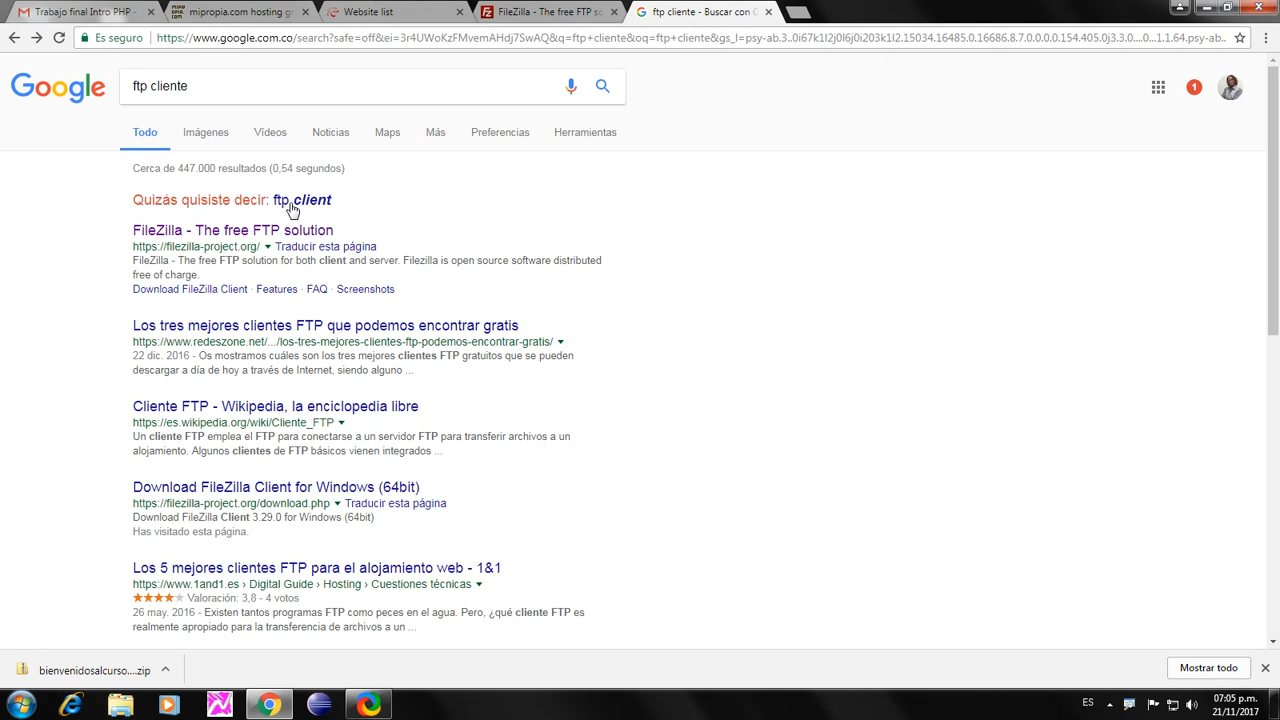 Trabajo final Intro PHP -
mipropia.com hosting gr
Website list
FileZilla - The free FTP so
ftp cliente - Buscar con G
Es seguro
https://www.google.com.co/search?safe=off&ei=3r4UWoKzFMvemAHdj7SwAQ&q=ftp+cliente&oq=ftp+cliente&gs_l=psy-ab.3...0i67k1l2j0l6j0i203k1l2.15034.16485.0.16686.8.7.0.0.0.0.154.405.0j3.3.0....0...1.1.64.psy-ab..
Google
ftp cliente
1
Todo
Imágenes
Vídeos
Noticias
Maps
Más
Preferencias
Herramientas
Cerca de 447.000 resultados (0,54 segundos)
Quizás quisiste decir: ftp client
FileZilla - The free FTP solution
https://filezilla-project.org/ Traducir esta página
FileZilla - The free FTP solution for both client and server. Filezilla is open source software distributed
free of charge.
Download FileZilla Client · Features · FAQ · Screenshots
Los tres mejores clientes FTP que podemos encontrar gratis
https://www.redeszone.net/.../los-tres-mejores-clientes-ftp-podemos-encontrar-gratis/
22 dic. 2016 - Os mostramos cuáles son los tres mejores clientes FTP gratuitos que se pueden
descargar a día de hoy a través de Internet, siendo alguno ...
Cliente FTP - Wikipedia, la enciclopedia libre
https://es.wikipedia.org/wiki/Cliente_FTP
Un cliente FTP emplea el FTP para conectarse a un servidor FTP para transferir archivos a un
alojamiento. Algunos clientes de FTP básicos vienen integrados ...
Download FileZilla Client for Windows (64bit)
https://filezilla-project.org/download.php Traducir esta página
Download FileZilla Client 3.29.0 for Windows (64bit)
Has visitado esta página.
Los 5 mejores clientes FTP para el alojamiento web - 1&1
https://www.1and1.es › Digital Guide › Hosting › Cuestiones técnicas
Valoración: 3,8 - 4 votos
26 may. 2016 - Existen tantos programas FTP como peces en el agua. Pero, ¿qué cliente FTP es
realmente apropiado para la transferencia de archivos a un ...
bienvenidosalcurso....zip
Mostrar todo
ES
07:05 p.m.
21/11/2017